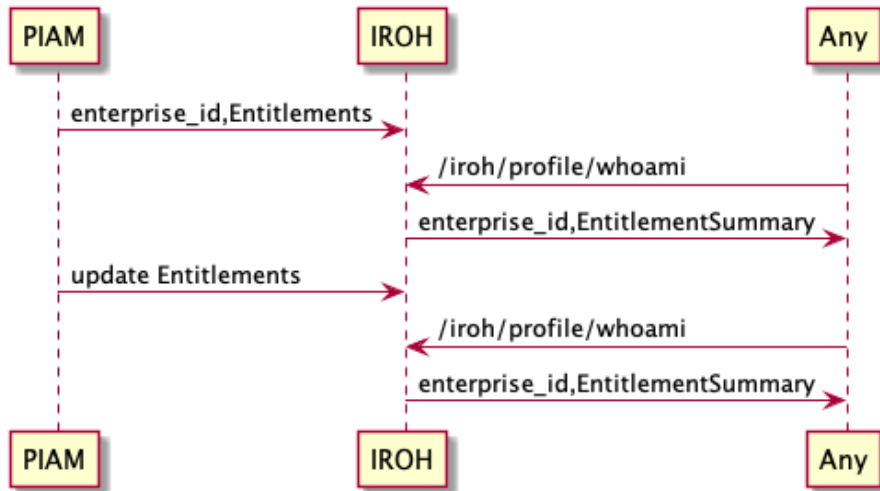 PIAM IROH Any
enterprise_id,Entitlements
/iroh/profile/whoami
enterprise_id,EntitlementSummary
update Entitlements
/iroh/profile/whoami
enterprise_id,EntitlementSummary
PIAM IROH Any